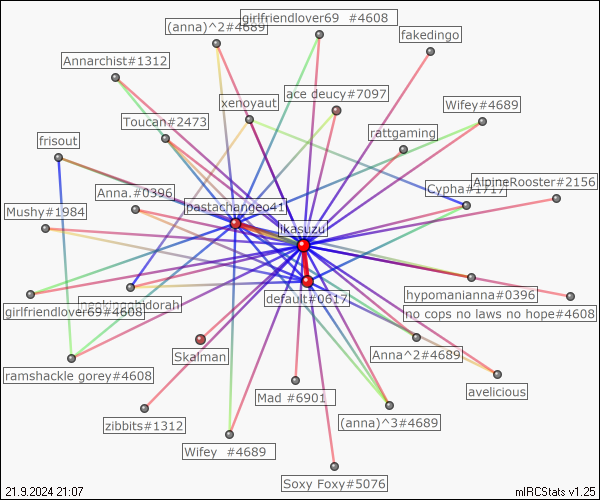 (anna)^2#4689
girlfriendlover69 #4608
fakedingo
Annarchist#1312
ace deucy#7097
xenoyaut
Wifey#4689
Toucan#2473
rattgaming
frisout
AlpineRooster#2156
Cypha#1717
Anna.#0396
pastachangeo41
Mushy#1984
likasuzu
default#0617
hypomanianna#0396
girlfriendlover69#4608
no cops no laws no hope#4608
Skalman
Anna^2#4689
ramshackle gorey#4608
avelicious
Mad #6901
zibbits#1312
(anna)^3#4689
Wifey #4689
Soxy Foxy#5076
21.9.2024 21:07
mIRCStats v1.25